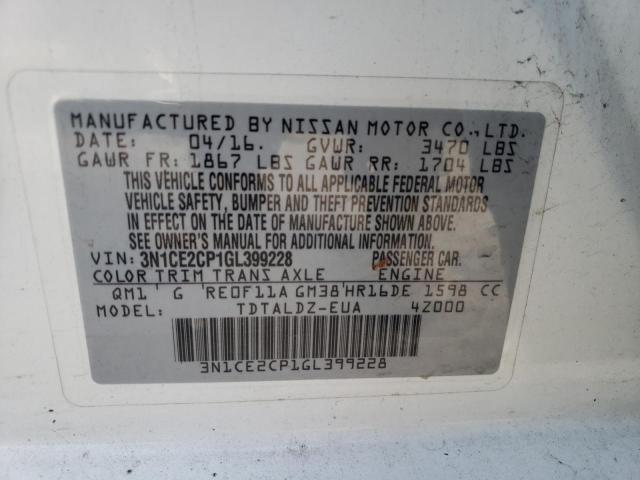 MANUFACTURED BY NISSAN MOTOR CO.,LTD.
DATE: 04/16. GVWR: 3470 LBS
GAWR FR: 1867 LBS GAWR RR: 1704 LBS
THIS VEHICLE CONFORMS TO ALL APPLICABLE FEDERAL MOTOR
VEHICLE SAFETY, BUMPER AND THEFT PREVENTION STANDARDS
IN EFFECT ON THE DATE OF MANUFACTURE SHOWN ABOVE.
SEE OWNER'S MANUAL FOR ADDITIONAL INFORMATION.
VIN: 3N1CE2CP1GL399228 PASSENGER CAR.
COLOR TRIM TRANS AXLE ENGINE
QM1 G RE0F11A GM38 HR16DE 1598 CC
MODEL: TDTALDZ-EUA 4Z000
3N1CE2CP1GL399228